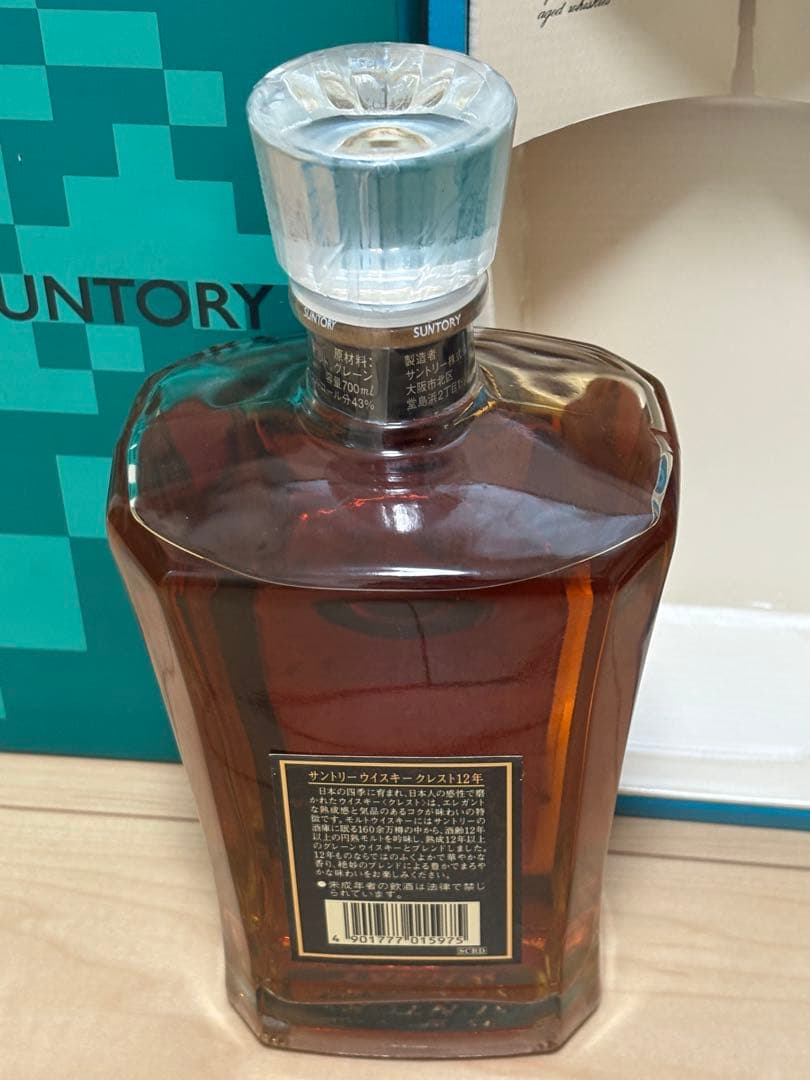 aged whiskies
SUNTORY
SUNTORY
SUNTORY
原材料:
グレーン
容量700ml
アルコール分43%
製造者
サントリー株式
大阪市北区
堂島浜2丁目
サントリーウイスキー クレスト12年
日本の四季に育まれ、日本人の感性で磨
かれたウイスキー〈クレスト〉は、エレガント
な熟成感と気品のあるコクが味わいの特
徴です。モルトウイスキーにはサントリーの
酒庫に眠る160余万樽の中から、酒齢12年
以上の円熟モルトを吟味し、熟成12年以上
のグレーンウイスキーとブレンドしました。
12年ものならではのふくよかで華やかな
香り、絶妙のブレンドによる豊かでまろや
かな味わいをお楽しみください。
●未成年者の飲酒は法律で禁じ
られています。
4 901777 015975
SCRD